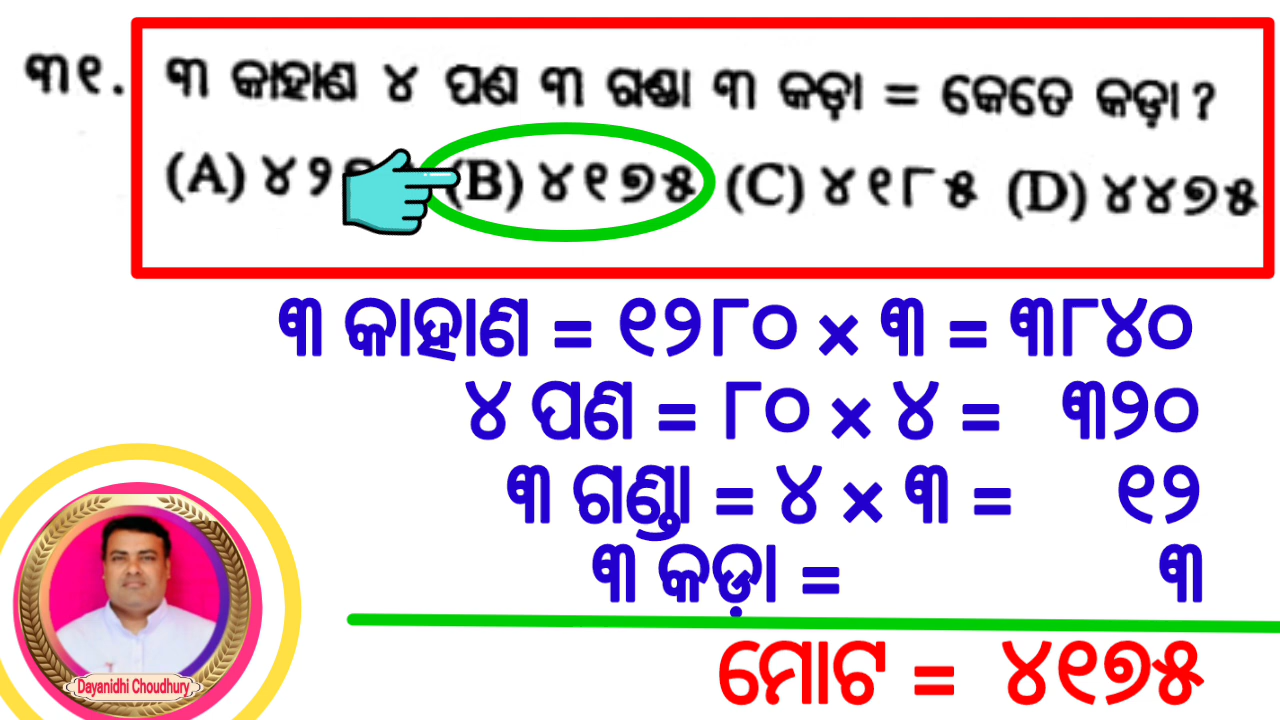 ୩୧. ୩ କାହାଣ ୪ ପଣ ୩ ଗଣ୍ଡା ୩ କଡ଼ା = କେତେ କଡ଼ା ?
(A) ୪୨ (B) ୪୧୭୫ (C) ୪୧୮୫ (D) ୪୪୭୫
୩ କାହାଣ = ୧୨୮୦ × ୩ = ୩୮୪୦
୪ ପଣ = ୮୦ × ୪ = ୩୨୦
୩ ଗଣ୍ଡା = ୪ × ୩ = ୧୨
୩ କଡ଼ା = ୩
ମୋଟ = ୪୧୭୫
Dayanidhi Choudhury